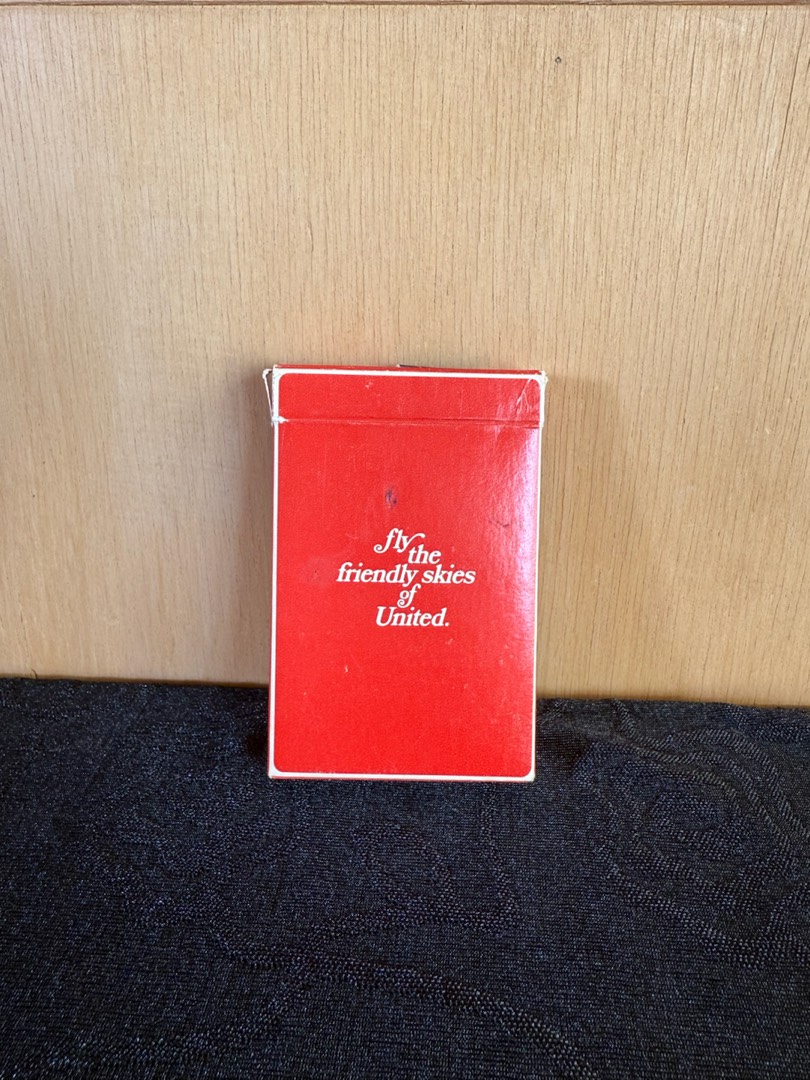 fly
the
friendly skies
of
United.